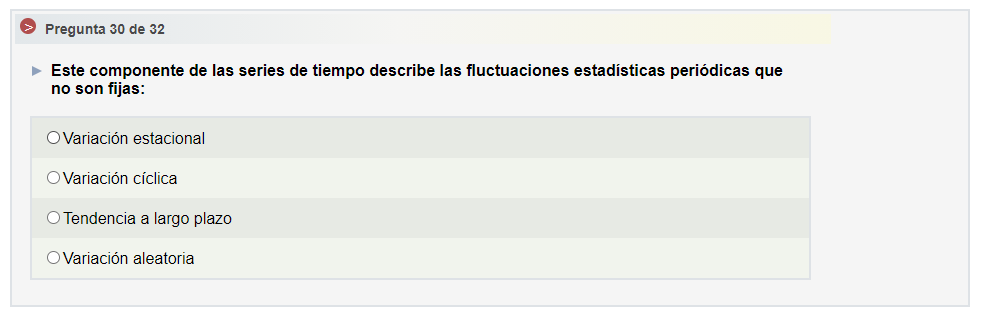 > Pregunta 30 de 32
Este componente de las series de tiempo describe las fluctuaciones estadísticas periódicas que
no son fijas:
Variación estacional
Variación cíclica
Tendencia a largo plazo
Variación aleatoria